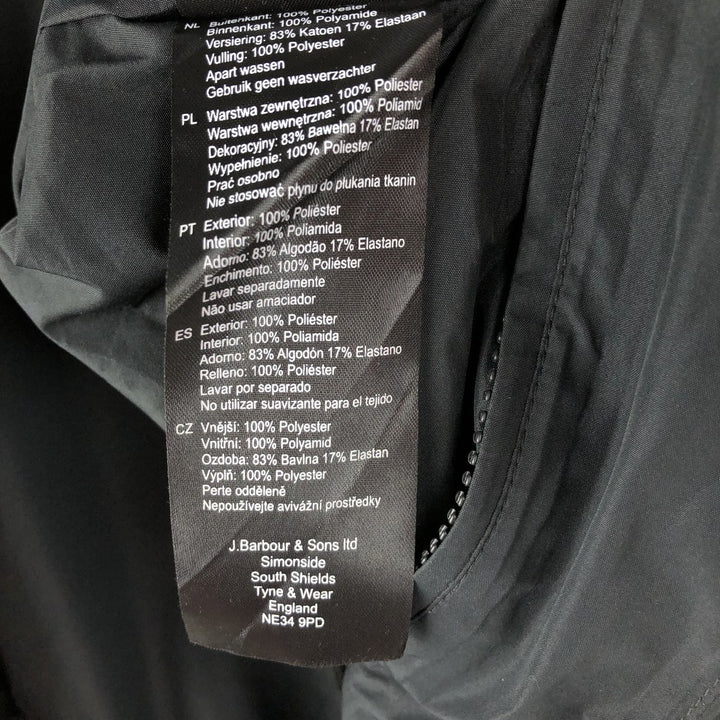 NL Buitenkant: 100% Polyester
Binnenkant: 100% Polyamide
Versiering: 83% Katoen 17% Elastaan
Vulling: 100% Polyester
Apart wassen
Gebruik geen wasverzachter
PL Warstwa zewnętrzna: 100% Poliester
Warstwa wewnętrzna: 100% Poliamid
Dekoracyjny: 83% Bawełna 17% Elastan
Wypełnienie: 100% Poliester
Prać osobno
Nie stosować płynu do płukania tkanin
PT Exterior: 100% Poliéster
Interior: 100% Poliamida
Adorno: 83% Algodão 17% Elastano
Enchimento: 100% Poliéster
Lavar separadamente
Não usar amaciador
ES Exterior: 100% Poliéster
Interior: 100% Poliamida
Adorno: 83% Algodón 17% Elastano
Relleno: 100% Poliéster
Lavar por separado
No utilizar suavizante para el tejido
CZ Vnější: 100% Polyester
Vnitřní: 100% Polyamid
Ozdoba: 83% Bavlna 17% Elastan
Výplň: 100% Polyester
Perte odděleně
Nepoužívejte avivážní prostředky
J.Barbour & Sons ltd
Simonside
South Shields
Tyne & Wear
England
NE34 9PD